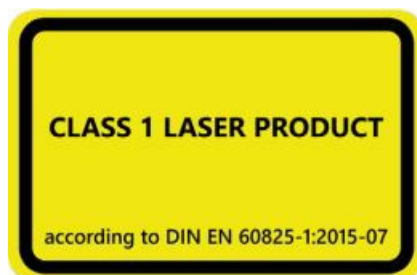 CLASS 1 LASER PRODUCT
according to DIN EN 60825-1:2015-07